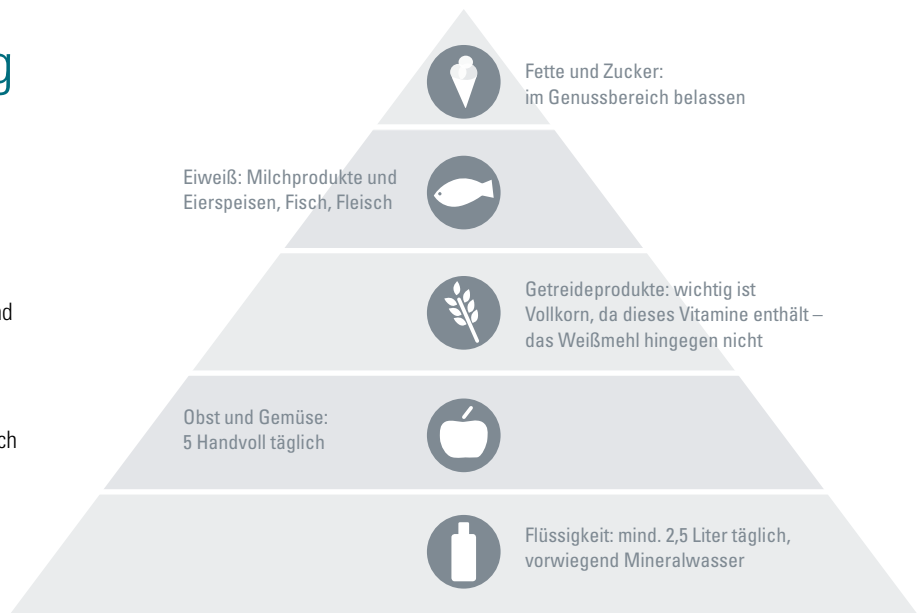 g
Fette und Zucker:
im Genussbereich belassen
Eiweiß: Milchprodukte und
Eierspeisen, Fisch, Fleisch
nd
Getreideprodukte: wichtig ist
Vollkorn, da dieses Vitamine enthält –
das Weißmehl hingegen nicht
Obst und Gemüse:
5 Handvoll täglich
ch
Flüssigkeit: mind. 2,5 Liter täglich,
vorwiegend Mineralwasser